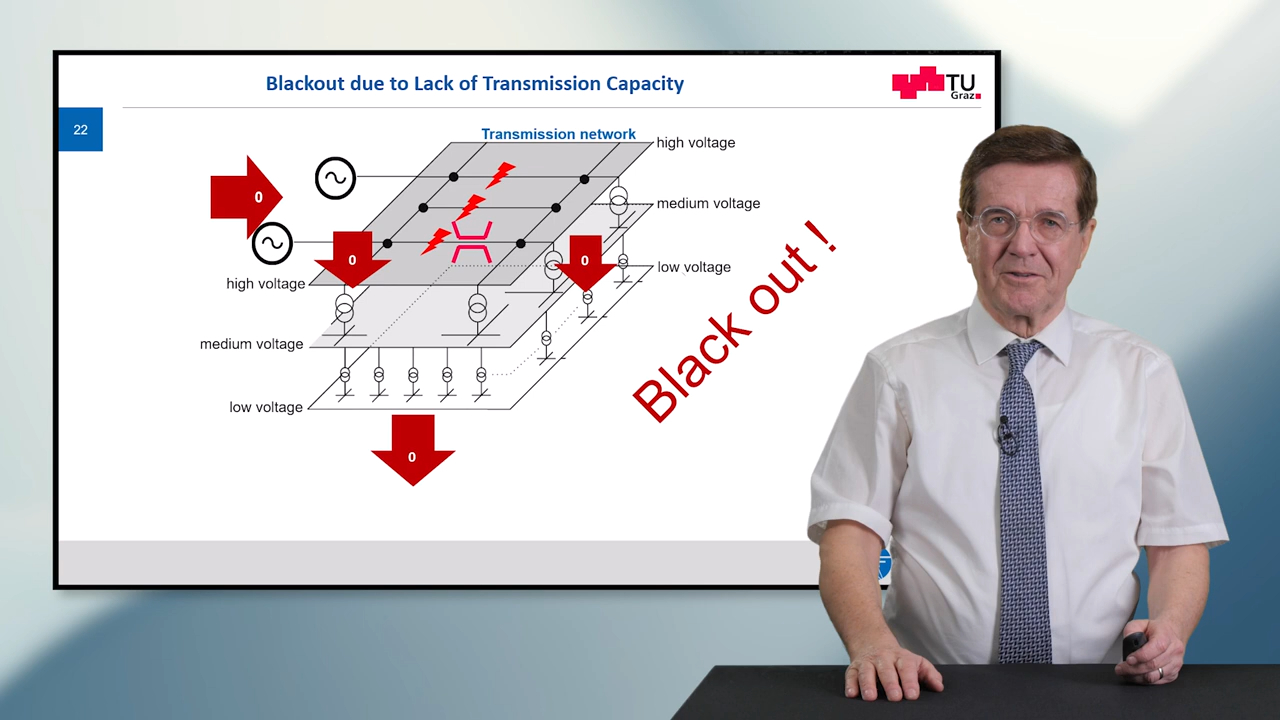 Blackout due to Lack of Transmission Capacity
TU
Graz
22
Transmission network
high voltage
medium voltage
low voltage
0
0
0
high voltage
medium voltage
low voltage
0
Black out !